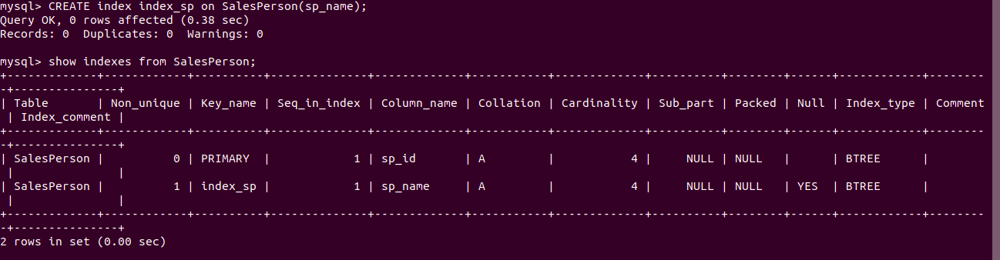 mysql> CREATE index index_sp on SalesPerson(sp_name);
Query OK, 0 rows affected (0.38 sec)
Records: 0  Duplicates: 0  Warnings: 0

mysql> show indexes from SalesPerson;
+-------------+------------+----------+--------------+-------------+-----------+-------------+----------+--------+------+------------+--------
-+---------------+
| Table       | Non_unique | Key_name | Seq_in_index | Column_name | Collation | Cardinality | Sub_part | Packed | Null | Index_type | Comment
 | Index_comment |
+-------------+------------+----------+--------------+-------------+-----------+-------------+----------+--------+------+------------+--------
-+---------------+
| SalesPerson |          0 | PRIMARY  |            1 | sp_id       | A         |           4 |     NULL | NULL   |      | BTREE      |
 |               |
| SalesPerson |          1 | index_sp |            1 | sp_name     | A         |           4 |     NULL | NULL   | YES  | BTREE      |
 |               |
+-------------+------------+----------+--------------+-------------+-----------+-------------+----------+--------+------+------------+--------
-+---------------+
2 rows in set (0.00 sec)